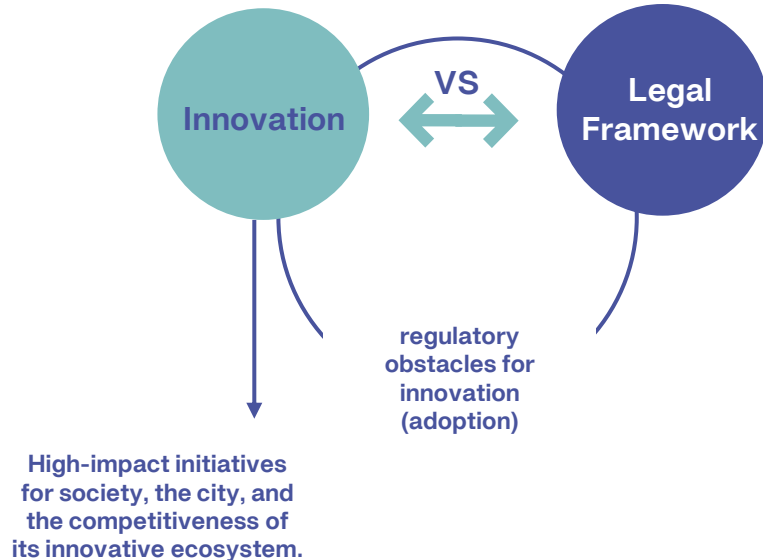 Innovation
VS
Legal
Framework
regulatory
obstacles for
innovation
(adoption)
High-impact initiatives
for society, the city, and
the competitiveness of
its innovative ecosystem.